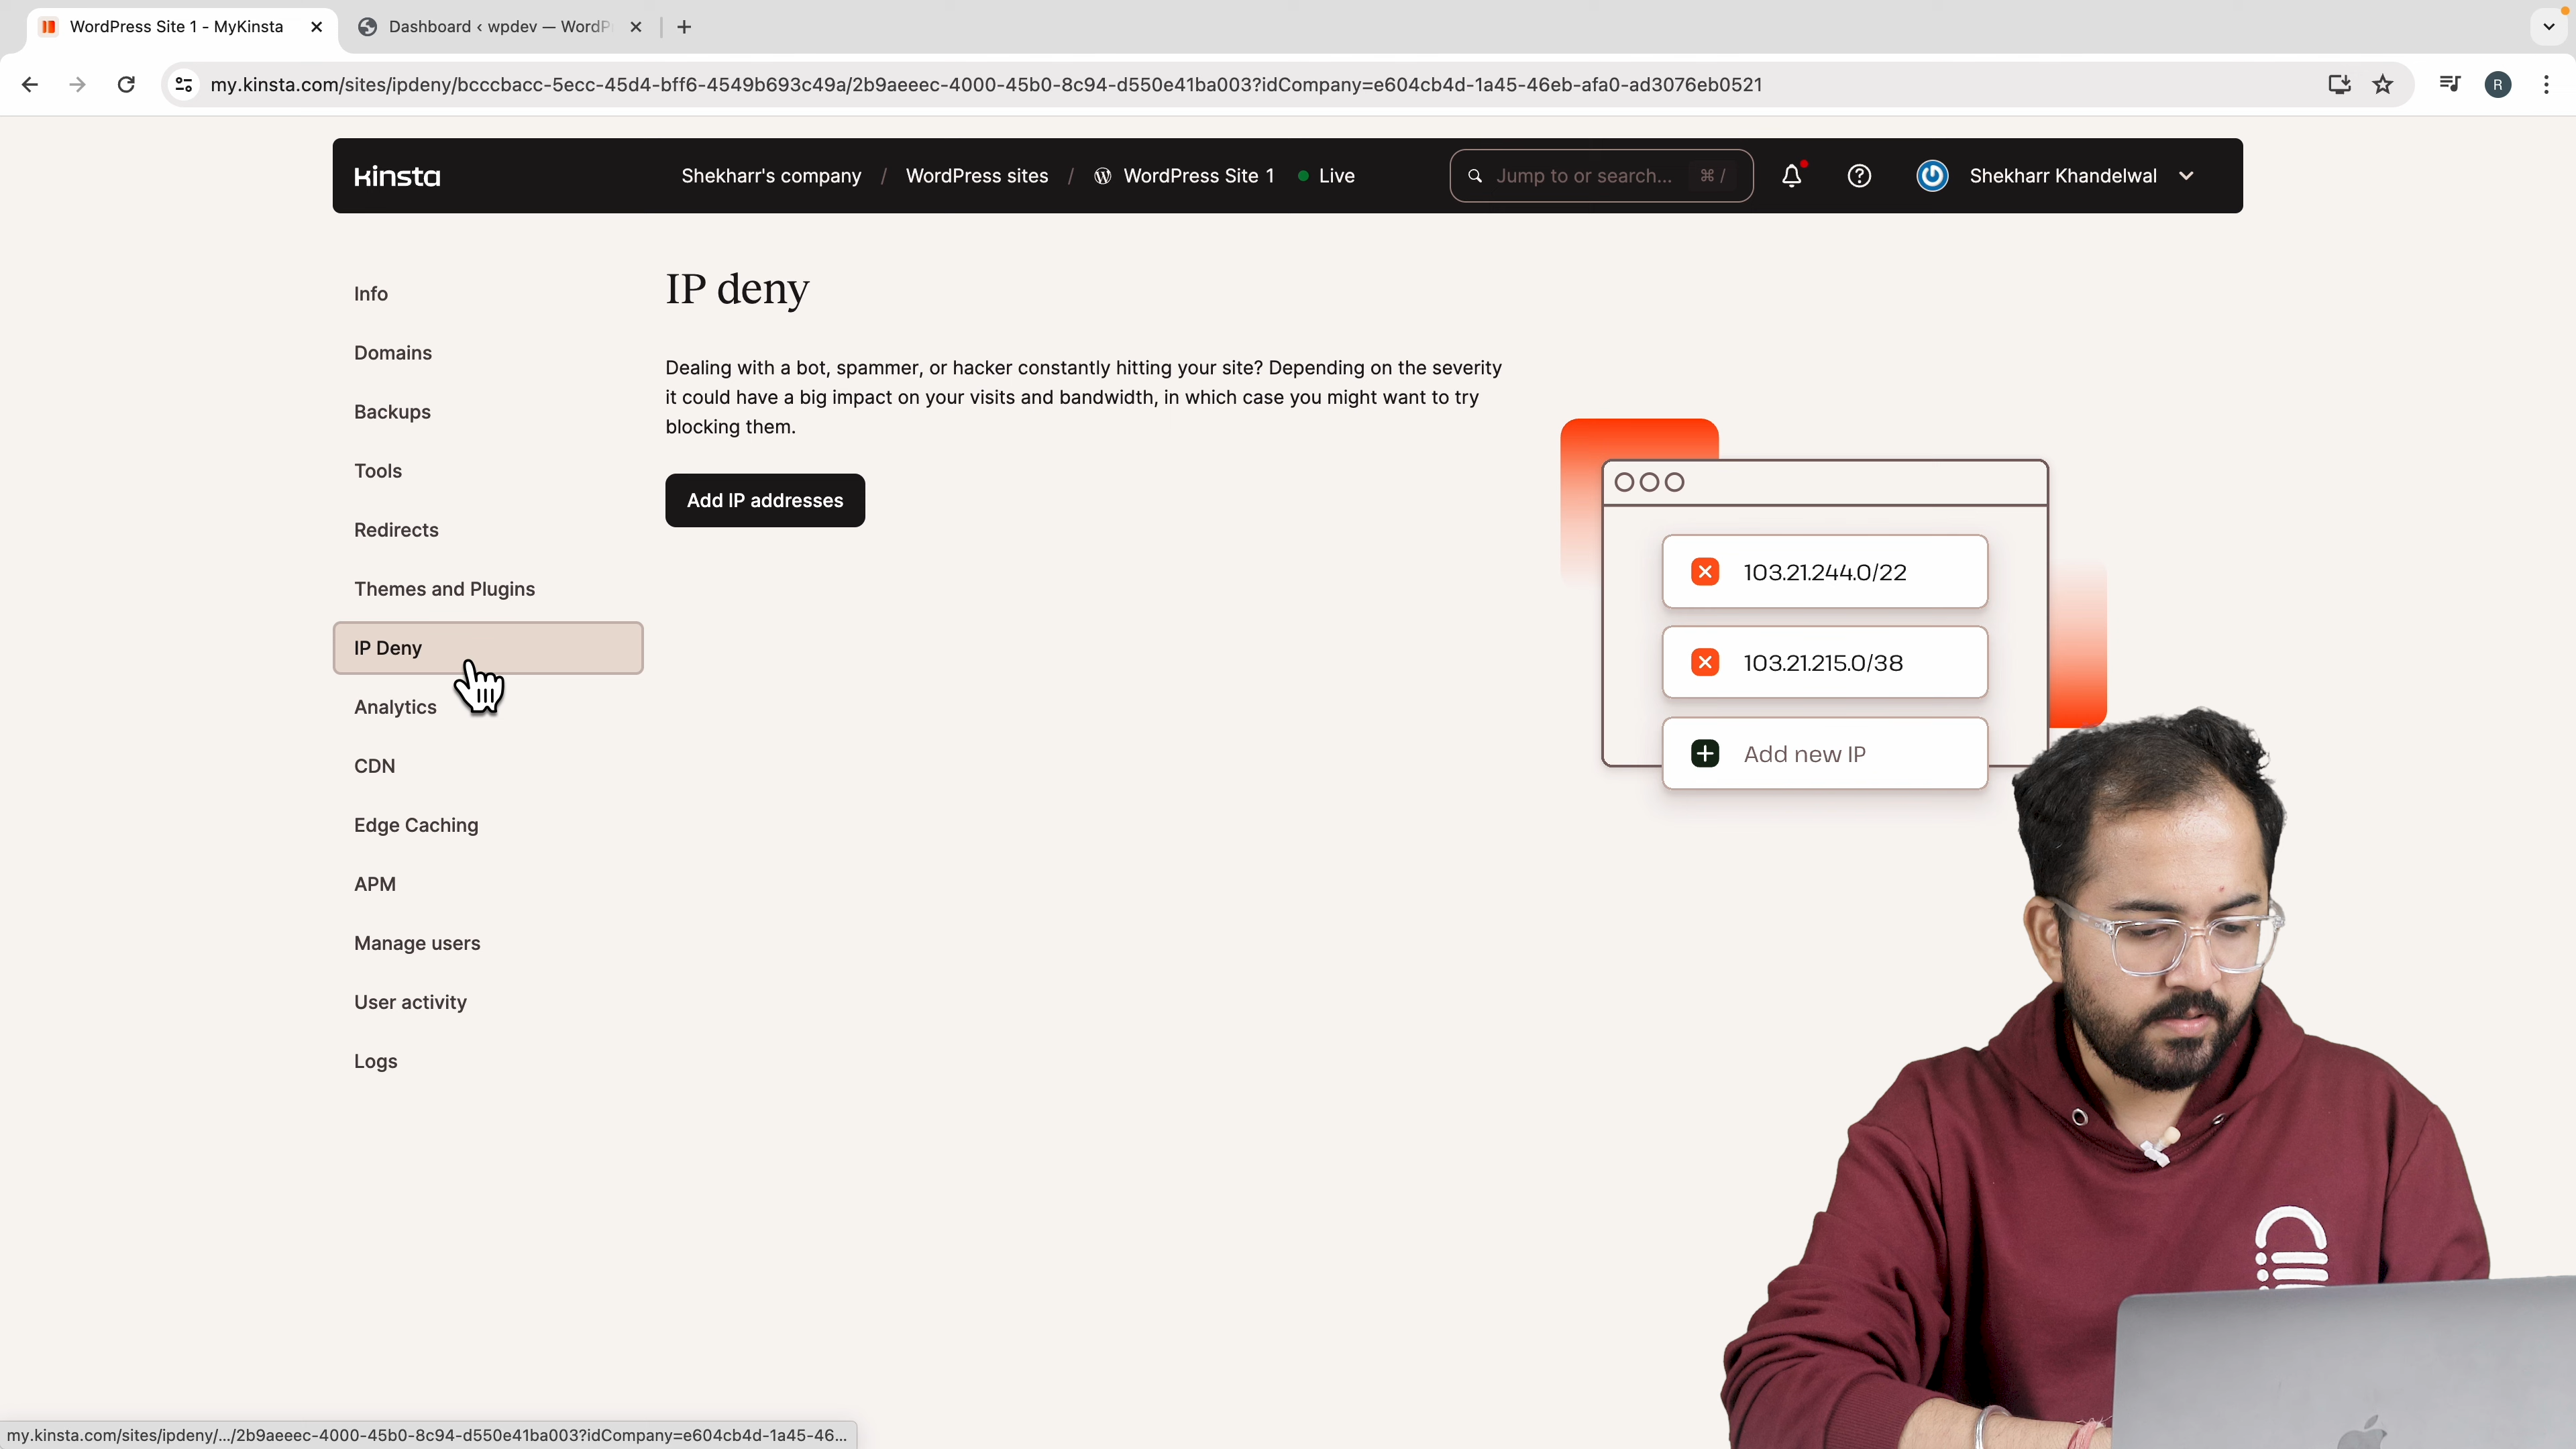 WordPress Site 1 - MyKinsta
Dashboard ‹ wpdev — WordP
my.kinsta.com/sites/ipdeny/bcccbacc-5ecc-45d4-bff6-4549b693c49a/2b9aeeec-4000-45b0-8c94-d550e41ba003?idCompany=e604cb4d-1a45-46eb-afa0-ad3076eb0521
R
Kinsta
Shekharr's company / WordPress sites / WordPress Site 1 Live
Jump to or search... ⌘ /
Shekharr Khandelwal
Info
Domains
Backups
Tools
Redirects
Themes and Plugins
IP Deny
Analytics
CDN
Edge Caching
APM
Manage users
User activity
Logs
IP deny
Dealing with a bot, spammer, or hacker constantly hitting your site? Depending on the severity
it could have a big impact on your visits and bandwidth, in which case you might want to try
blocking them.
Add IP addresses
103.21.244.0/22
103.21.215.0/38
Add new IP
my.kinsta.com/sites/ipdeny/.../2b9aeeec-4000-45b0-8c94-d550e41ba003?idCompany=e604cb4d-1a45-46...